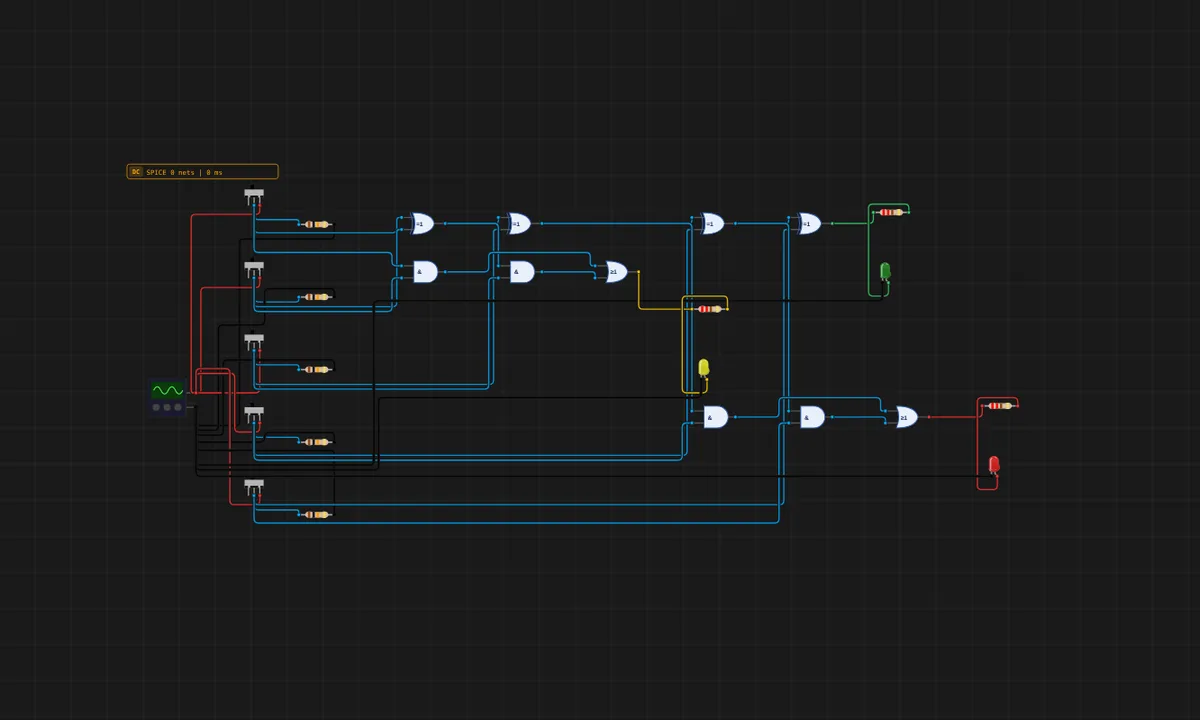 DC SPICE 0 nets | 0 ms
=1 =1 =1 =1
& & ≥1
& & ≥1